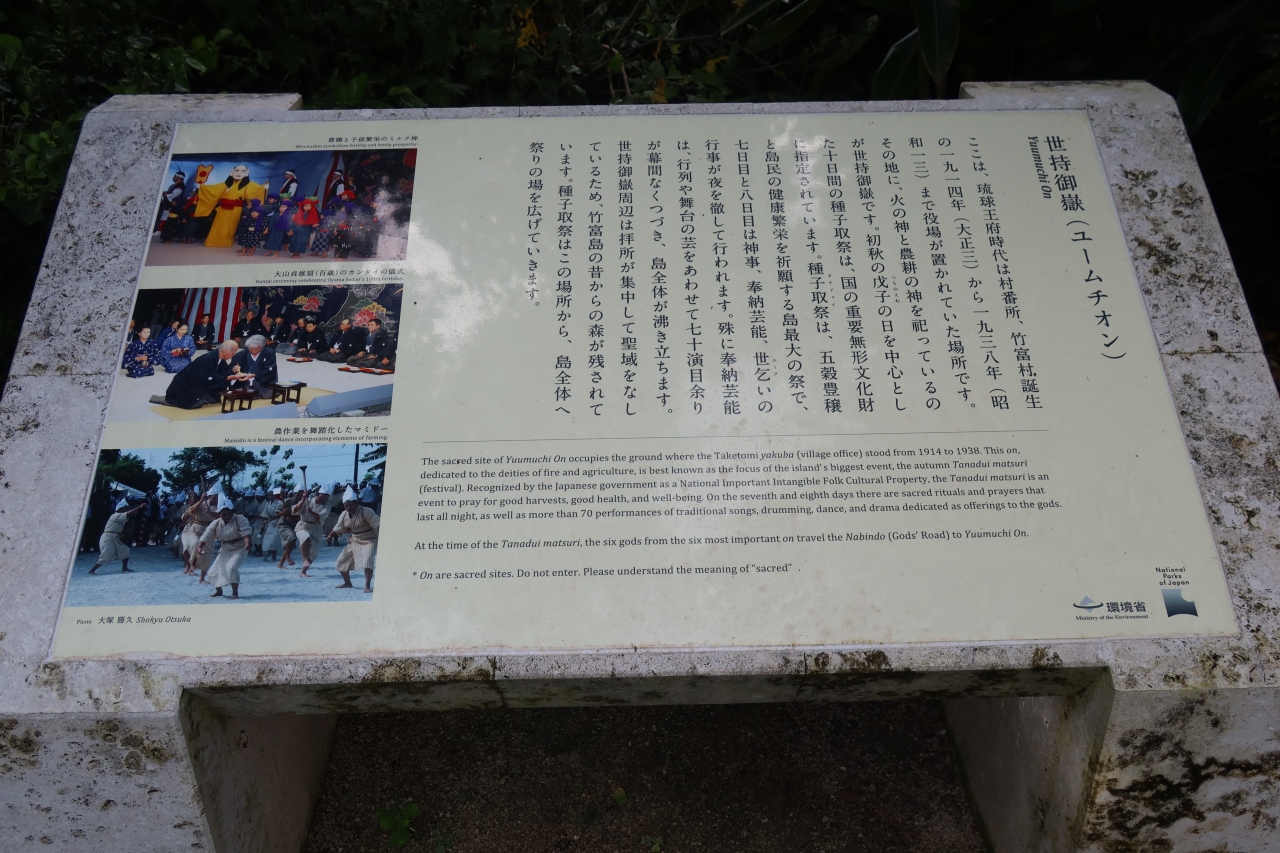 世持御嶽（ユームチオン）
Yuumuchi On
ここは、琉球王府時代は村番所、竹富村誕生
の一九一四年（大正三）から一九三八年（昭
和一三）まで役場が置かれていた場所です。
その地に、火の神と農耕の神を祀っているの
が世持御嶽です。初秋の戊子の日を中心とし
た十日間の種子取祭は、国の重要無形文化財
に指定されています。種子取祭は、五穀豊穣
と島民の健康繁栄を祈願する島最大の祭で、
七日目と八日目は神事、奉納芸能、世乞いの
行事が夜を徹して行われます。殊に奉納芸能
は、行列や舞台の芸をあわせて七十演目余り
が幕間なくつづき、島全体が沸き立ちます。
世持御嶽周辺は拝所が集中して聖域をなし
ているため、竹富島の昔からの森が残されて
います。種子取祭はこの場所から、島全体へ
祭りの場を広げていきます。
豊穣と子孫繁栄のミルク神
Mirukushin symbolizes fertility and family prosperity.
大山貞雄翁（百歳）のカンタイの儀式
Kantai ceremony celebrating Oyama Sadao's 100th birthday.
農作業を舞踊化したマミドー
Mamido is a festival dance incorporating elements of farming.
Photo 大塚 勝久 Shokyu Otsuka
The sacred site of Yuumuchi On occupies the ground where the Taketomi yakuba (village office) stood from 1914 to 1938. This on,
dedicated to the deities of fire and agriculture, is best known as the focus of the island's biggest event, the autumn Tanadui matsuri
(festival). Recognized by the Japanese government as a National Important Intangible Folk Cultural Property, the Tanadui matsuri is an
event to pray for good harvests, good health, and well-being. On the seventh and eighth days there are sacred rituals and prayers that
last all night, as well as more than 70 performances of traditional songs, drumming, dance, and drama dedicated as offerings to the gods.
At the time of the Tanadui matsuri, the six gods from the six most important on travel the Nabindo (Gods' Road) to Yuumuchi On.
* On are sacred sites. Do not enter. Please understand the meaning of "sacred" .
環境省
Ministry of the Environment
National
Parks
of Japan